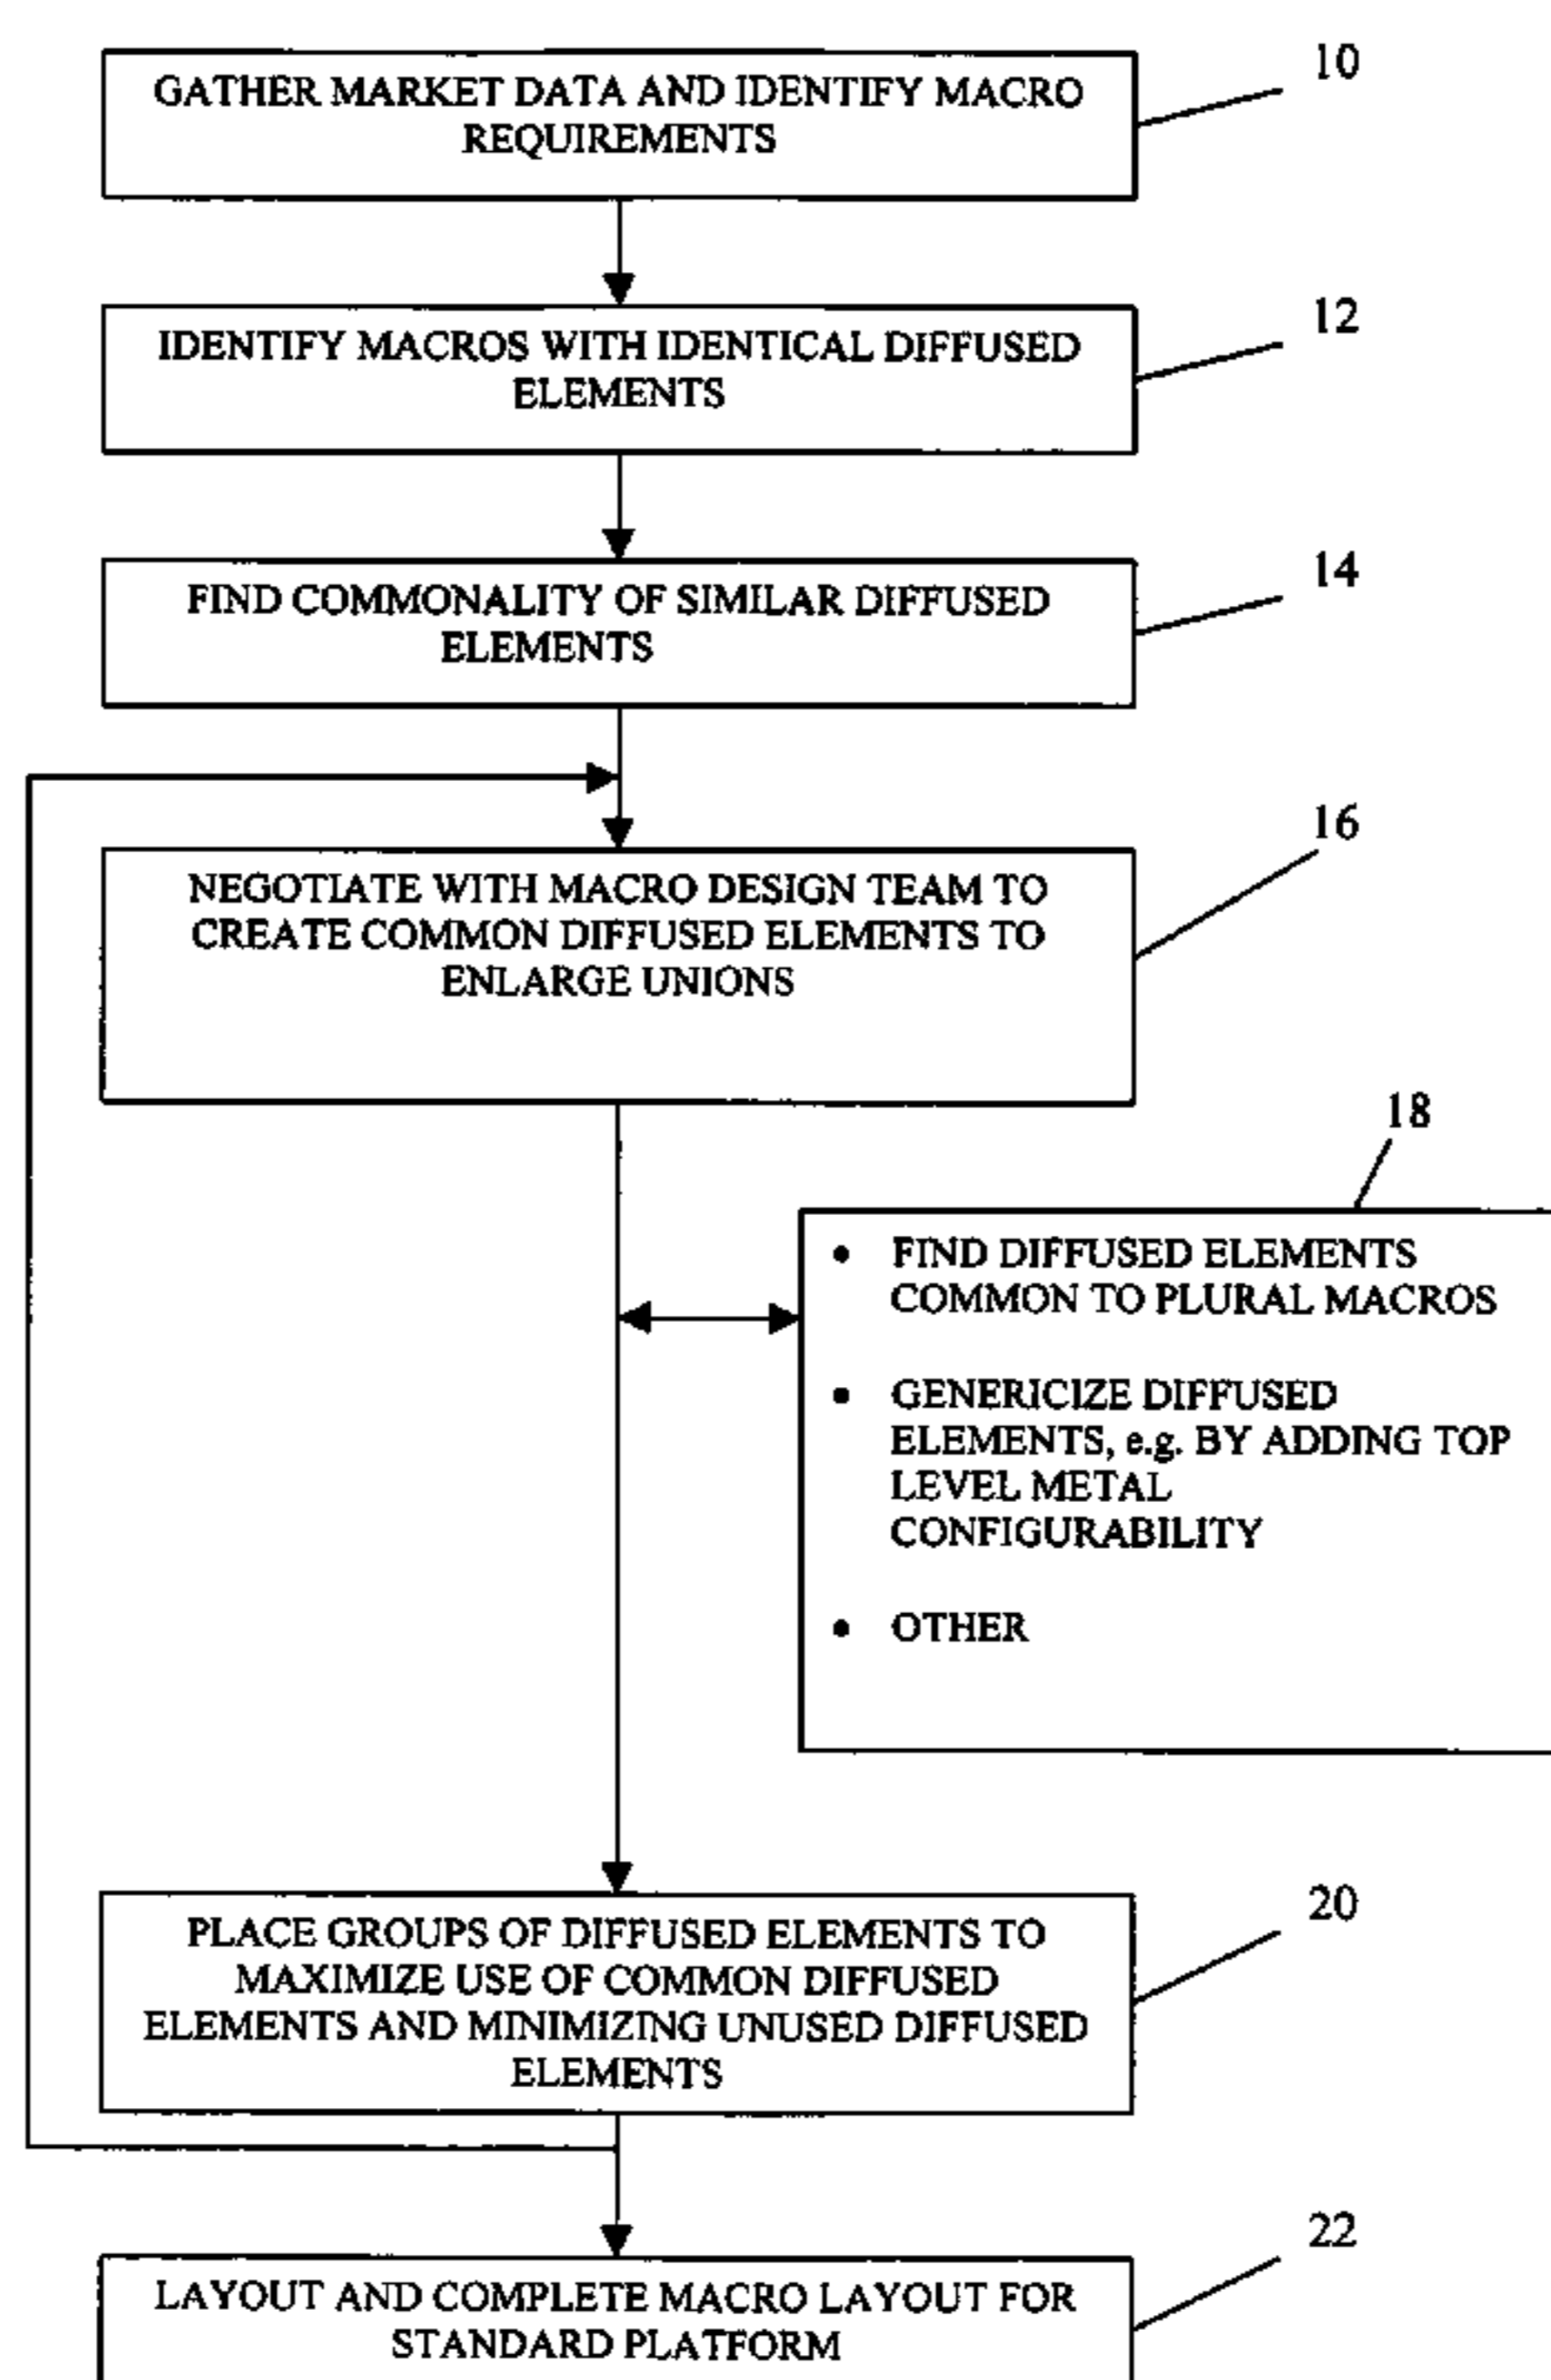 GATHER MARKET DATA AND IDENTIFY MACRO
REQUIREMENTS
10
IDENTIFY MACROS WITH IDENTICAL DIFFUSED
ELEMENTS
12
FIND COMMONALITY OF SIMILAR DIFFUSED
ELEMENTS
14
NEGOTIATE WITH MACRO DESIGN TEAM TO
CREATE COMMON DIFFUSED ELEMENTS TO
ENLARGE UNIONS
16
18
• FIND DIFFUSED ELEMENTS
COMMON TO PLURAL MACROS
• GENERICIZE DIFFUSED
ELEMENTS, e.g. BY ADDING TOP
LEVEL METAL
CONFIGURABILITY
• OTHER
PLACE GROUPS OF DIFFUSED ELEMENTS TO
MAXIMIZE USE OF COMMON DIFFUSED
ELEMENTS AND MINIMIZING UNUSED DIFFUSED
ELEMENTS
20
LAYOUT AND COMPLETE MACRO LAYOUT FOR
STANDARD PLATFORM
22